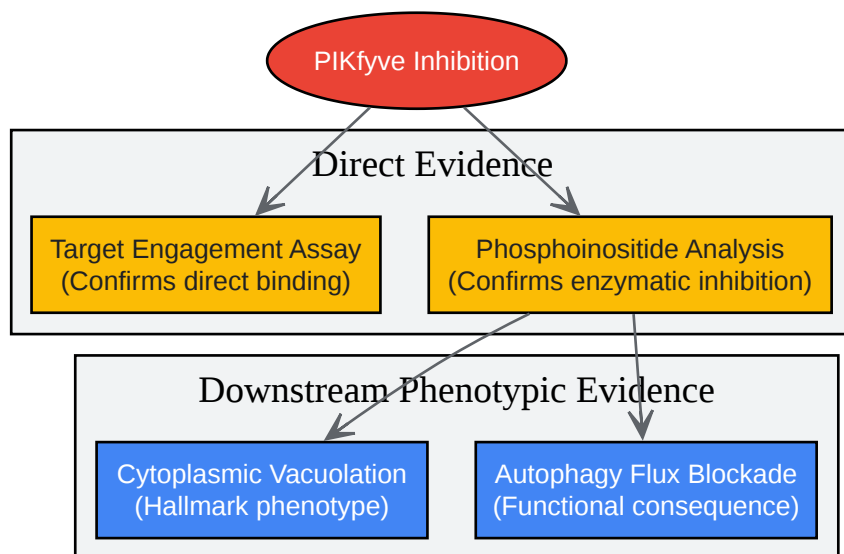 PIKfyve Inhibition
Direct Evidence
Target Engagement Assay
(Confirms direct binding)
Phosphoinositide Analysis
(Confirms enzymatic inhibition)
Downstream Phenotypic Evidence
Cytoplasmic Vacuolation
(Hallmark phenotype)
Autophagy Flux Blockade
(Functional consequence)